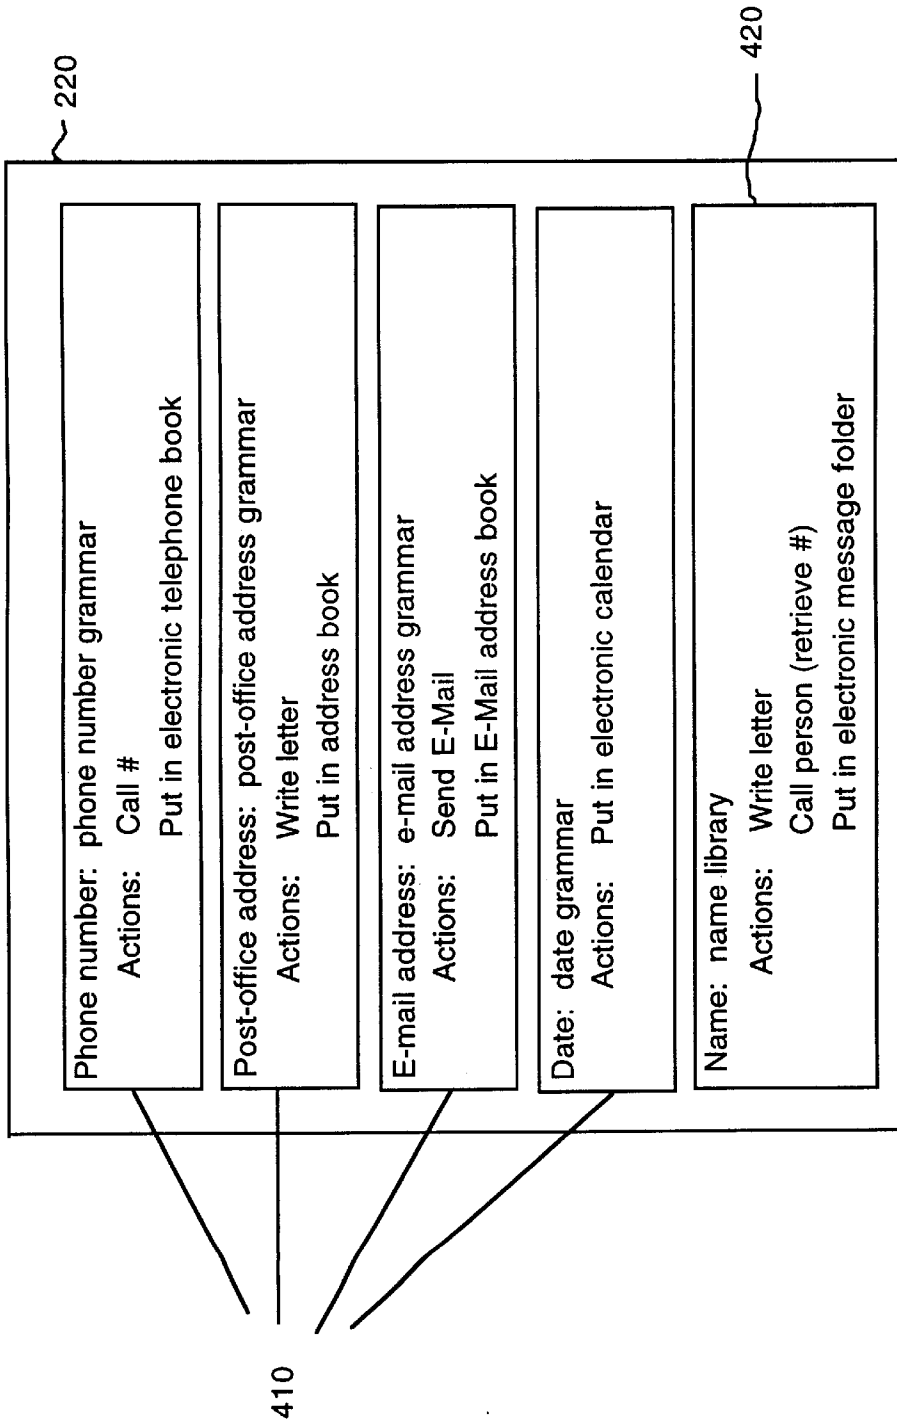 220
Phone number: phone number grammar
Actions: Call #
Put in electronic telephone book
Post-office address: post-office address grammar
Actions: Write letter
Put in address book
410
E-mail address: e-mail address grammar
Actions: Send E-Mail
Put in E-Mail address book
Date: date grammar
Actions: Put in electronic calendar
420
Name: name library
Actions: Write letter
Call person (retrieve #)
Put in electronic message folder